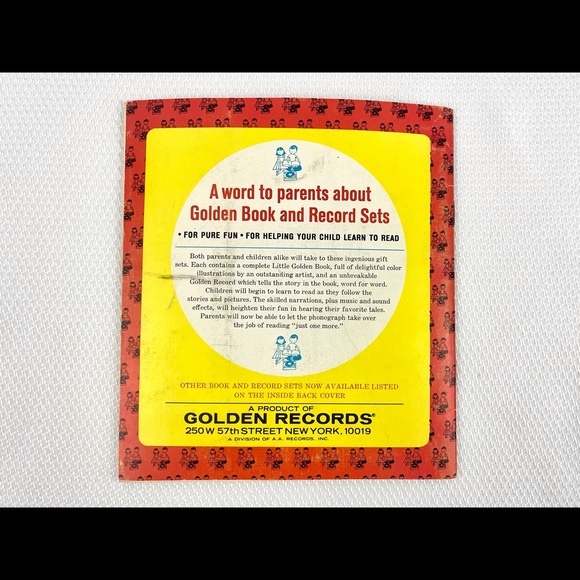 A word to parents about
Golden Book and Record Sets
• FOR PURE FUN • FOR HELPING YOUR CHILD LEARN TO READ
Both parents and children alike will take to these ingenious gift
sets. Each contains a complete Little Golden Book, full of delightful color
illustrations by an outstanding artist, and an unbreakable
Golden Record which tells the story in the book, word for word.
Children will begin to learn to read as they follow the
stories and pictures. The skilled narrations, plus music and sound
effects, will heighten their fun in hearing their favorite tales.
Parents will now be able to let the phonograph take over
the job of reading "just one more."
OTHER BOOK AND RECORD SETS NOW AVAILABLE LISTED
ON THE INSIDE BACK COVER
A PRODUCT OF
GOLDEN RECORDS®
250 W 57th STREET NEW YORK, 10019
A DIVISION OF A.A. RECORDS, INC.